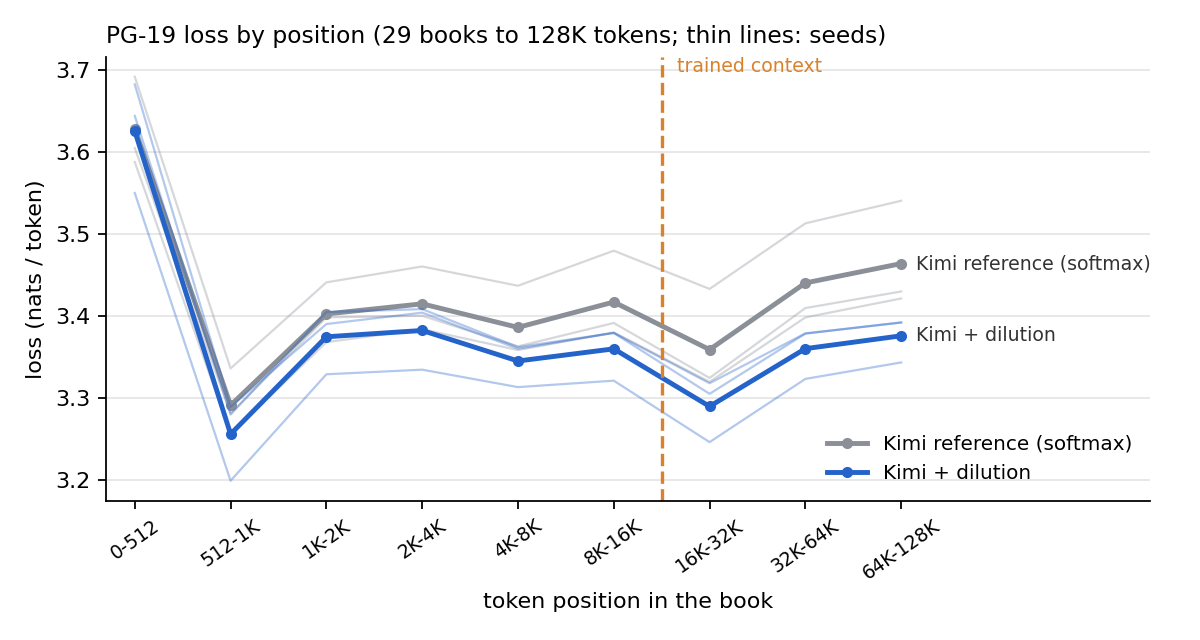 PG-19 loss by position (29 books to 128K tokens; thin lines: seeds)
trained context
3.7
3.6
3.5
3.4
3.3
3.2
loss (nats / token)
Kimi reference (softmax)
Kimi + dilution
Kimi reference (softmax)
Kimi + dilution
0-512
512-1K
1K-2K
2K-4K
4K-8K
8K-16K
16K-32K
32K-64K
64K-128K
token position in the book